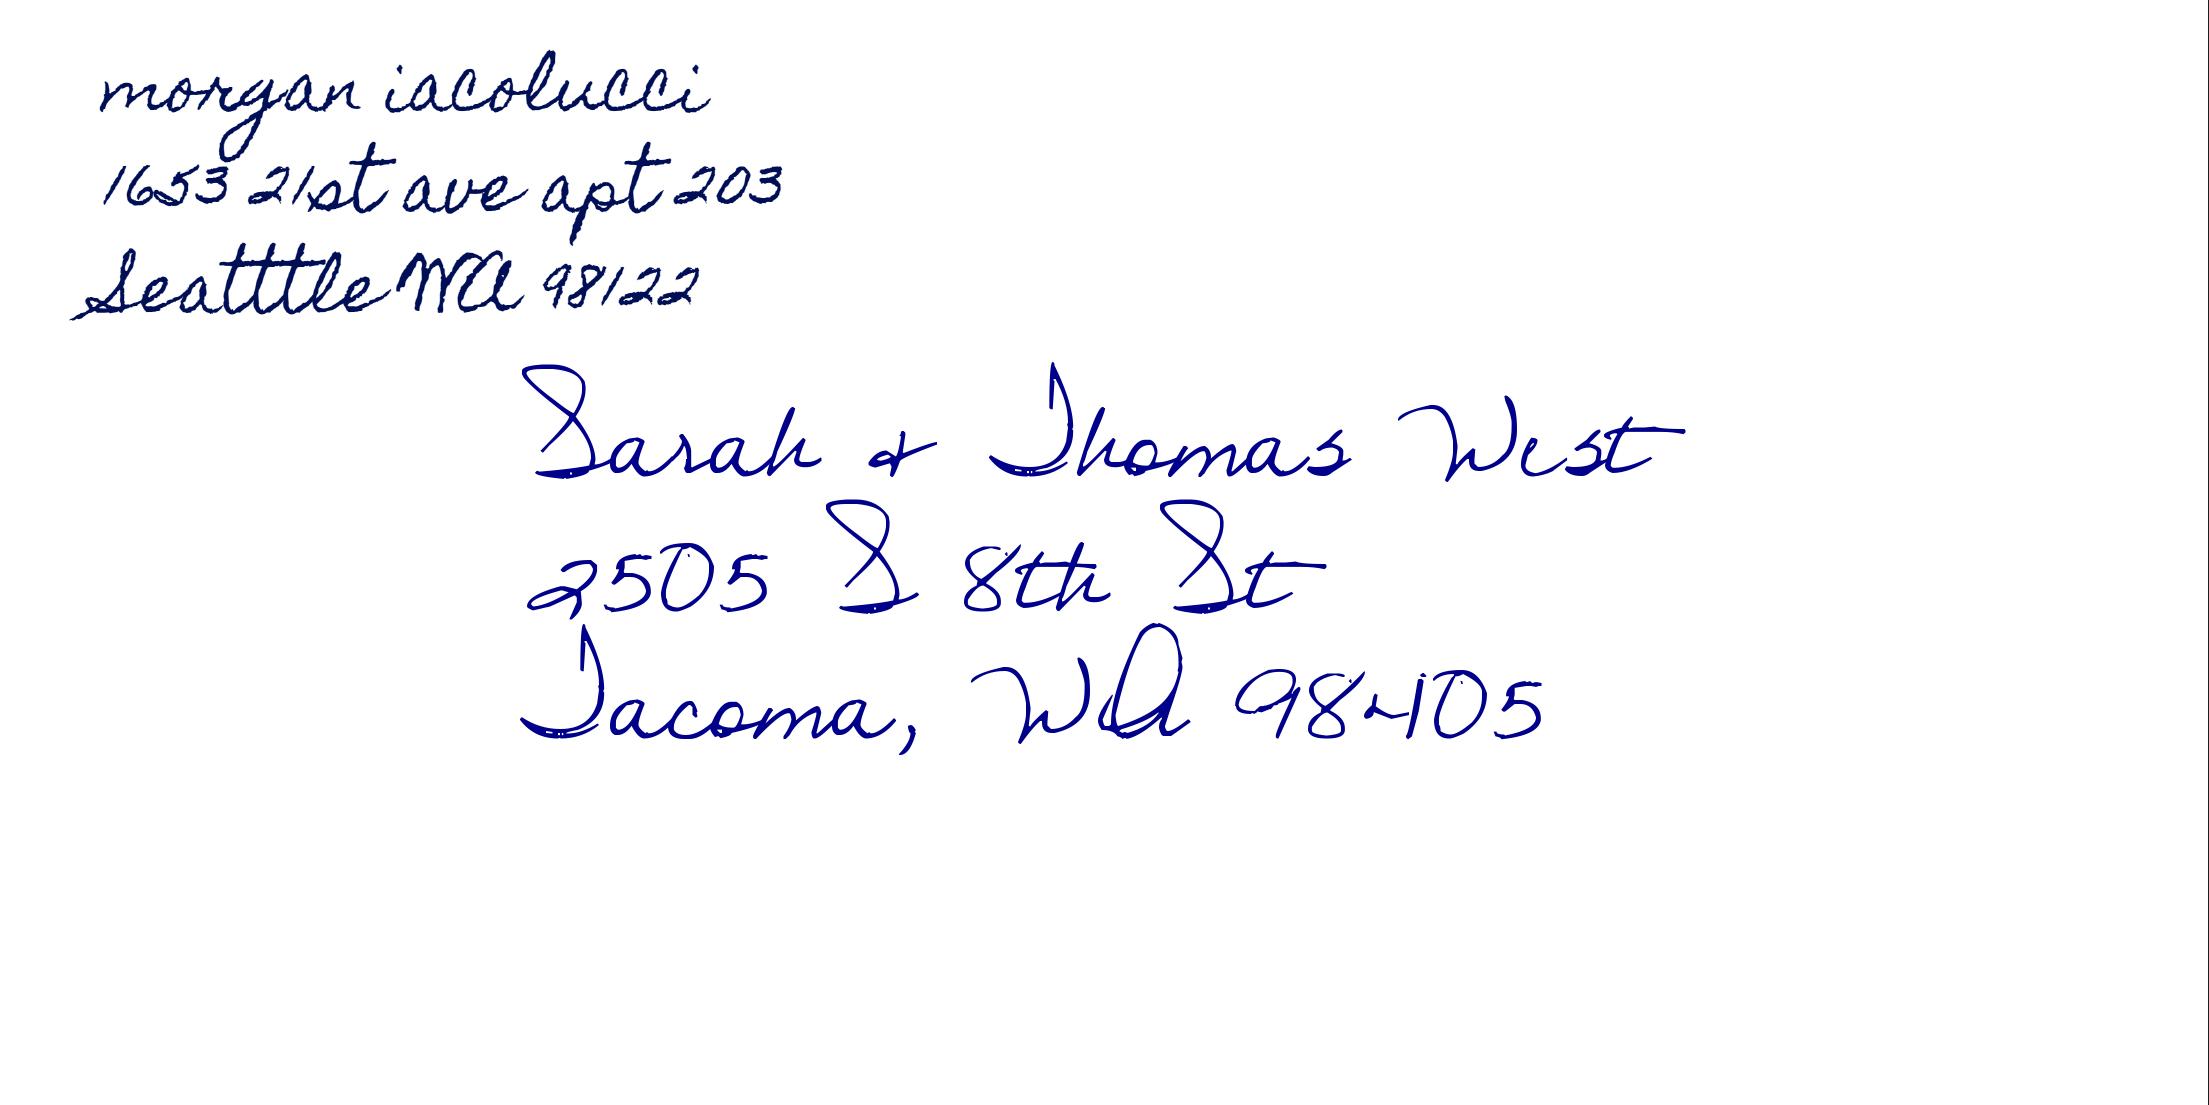 morgan iacolucci
1653 21st ave apt 203
Seatttle WA 98122
Sarah & Thomas West
2505 S 8th St
Tacoma, WA 98405